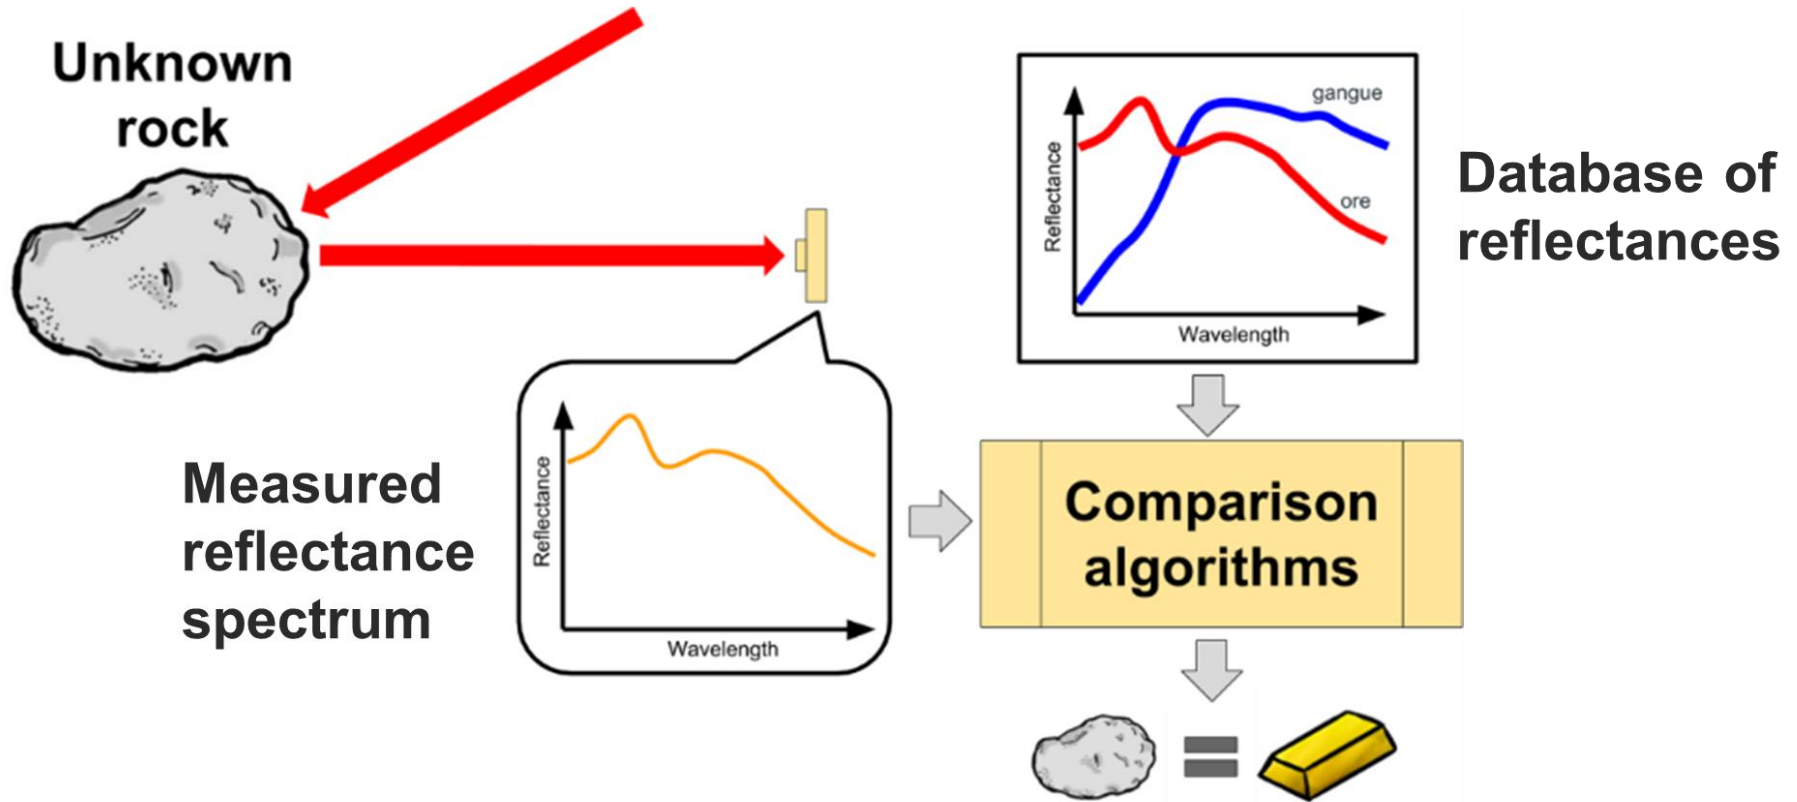 Unknown
rock
Reflectance
gangue
ore
Wavelength
Database of
reflectances
Measured
reflectance
spectrum
Reflectance
Wavelength
Comparison
algorithms